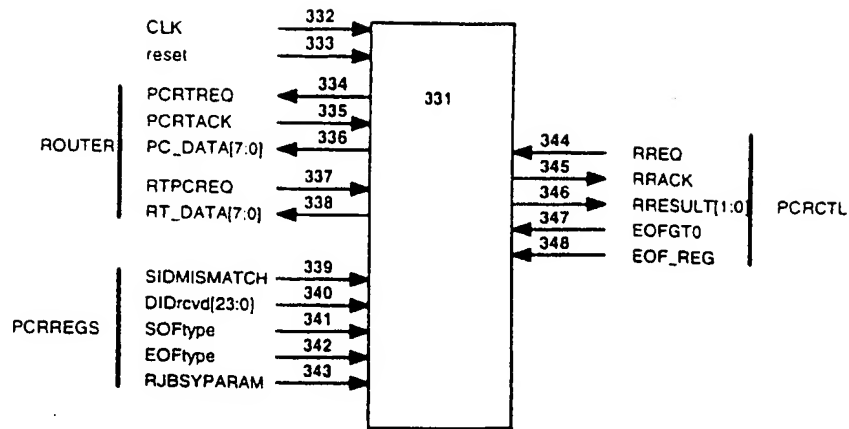 CLK 332
reset 333
PCRTREQ 334
331
PCRTACK 335
ROUTER
PC_DATA[7:0] 336
344 RREQ
RTPCREQ 337
345 RRACK
RT_DATA[7:0] 338
346 RRESULT[1:0]
PCRCTL
347 EOFGT0
348 EOF_REG
SIDMISMATCH 339
DIDrcvd[23:0] 340
PCRREGS
SOFtype 341
EOFtype 342
RJBSYPARAM 343